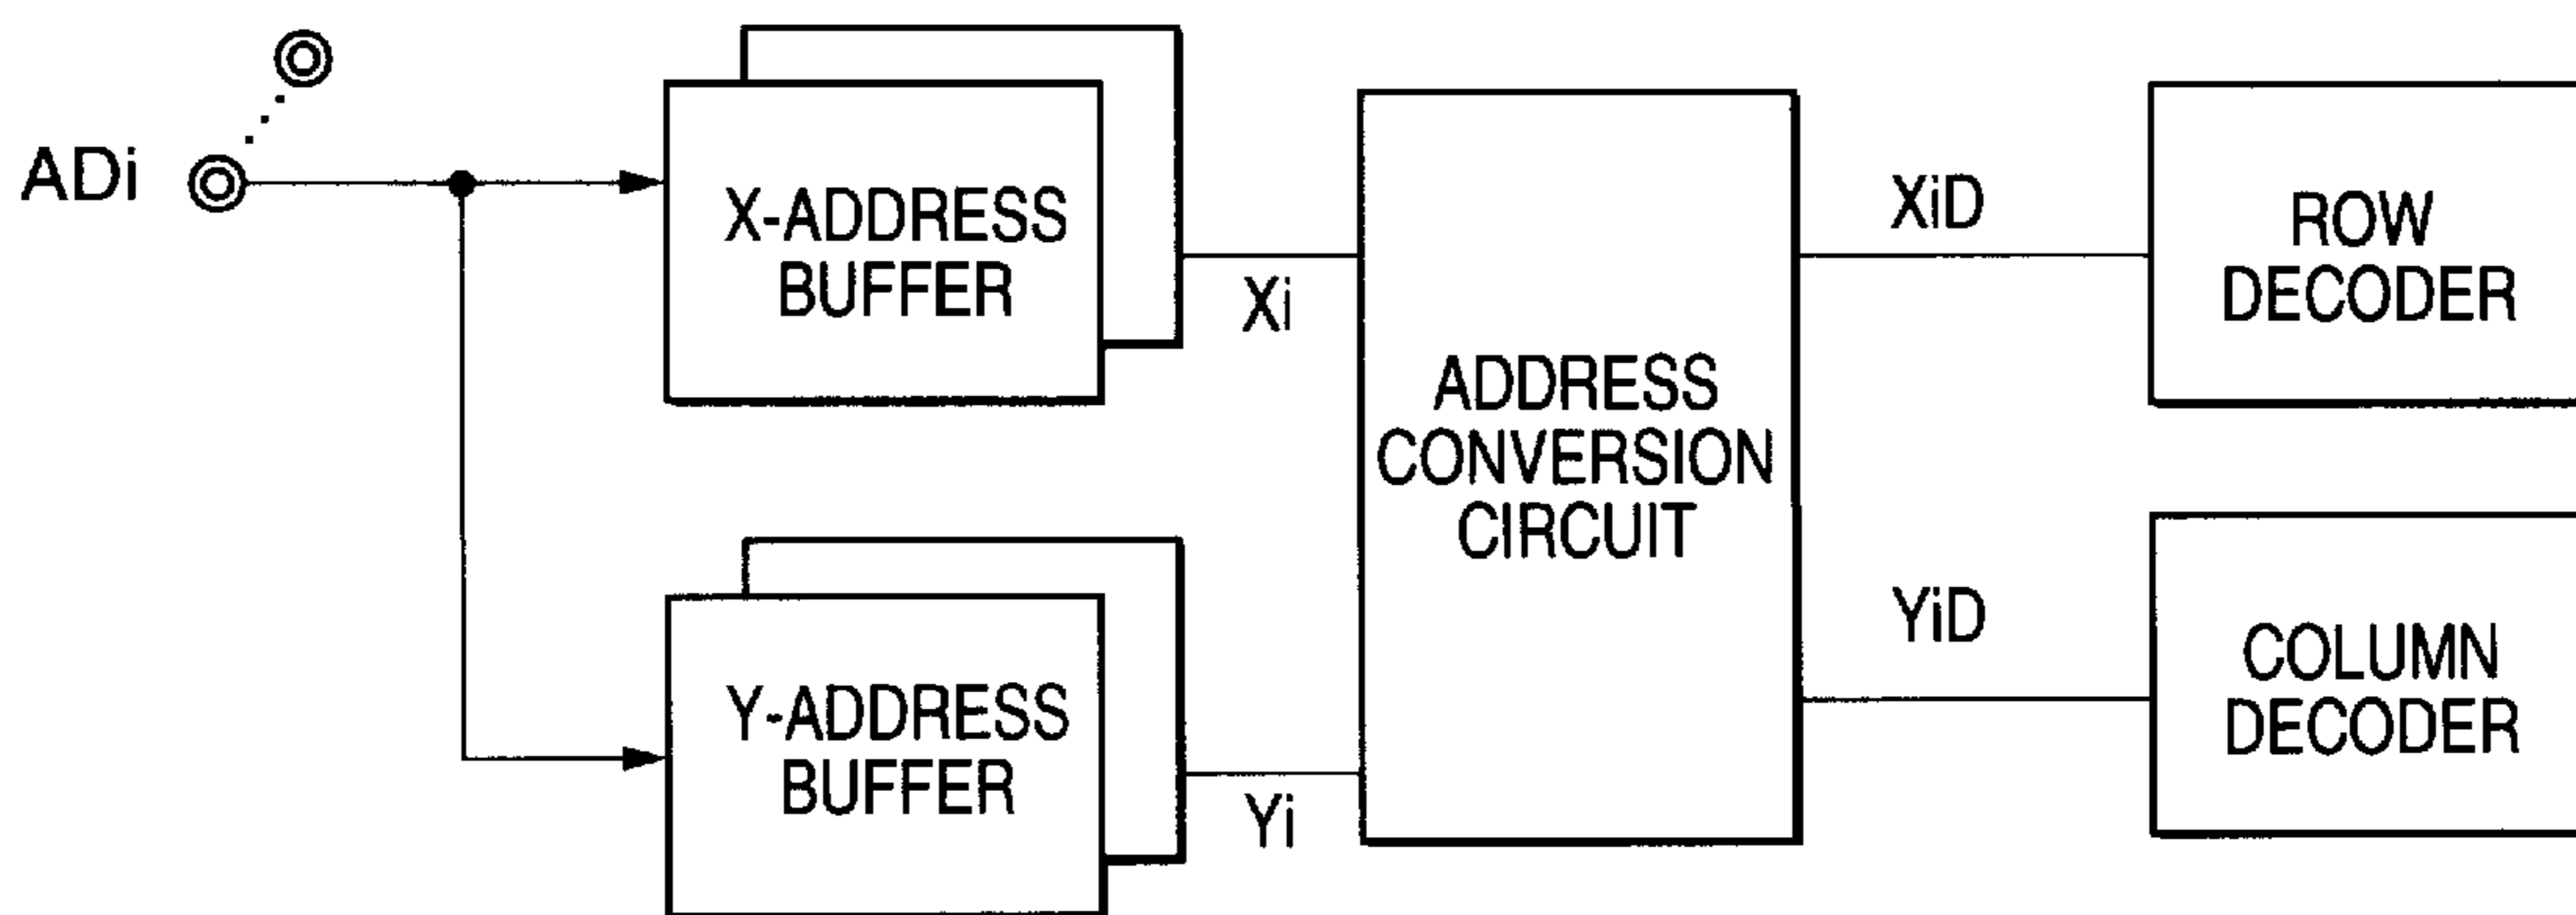 ADi
X-ADDRESS
BUFFER
Xi
Y-ADDRESS
BUFFER
Yi
ADDRESS
CONVERSION
CIRCUIT
XiD
YiD
ROW
DECODER
COLUMN
DECODER